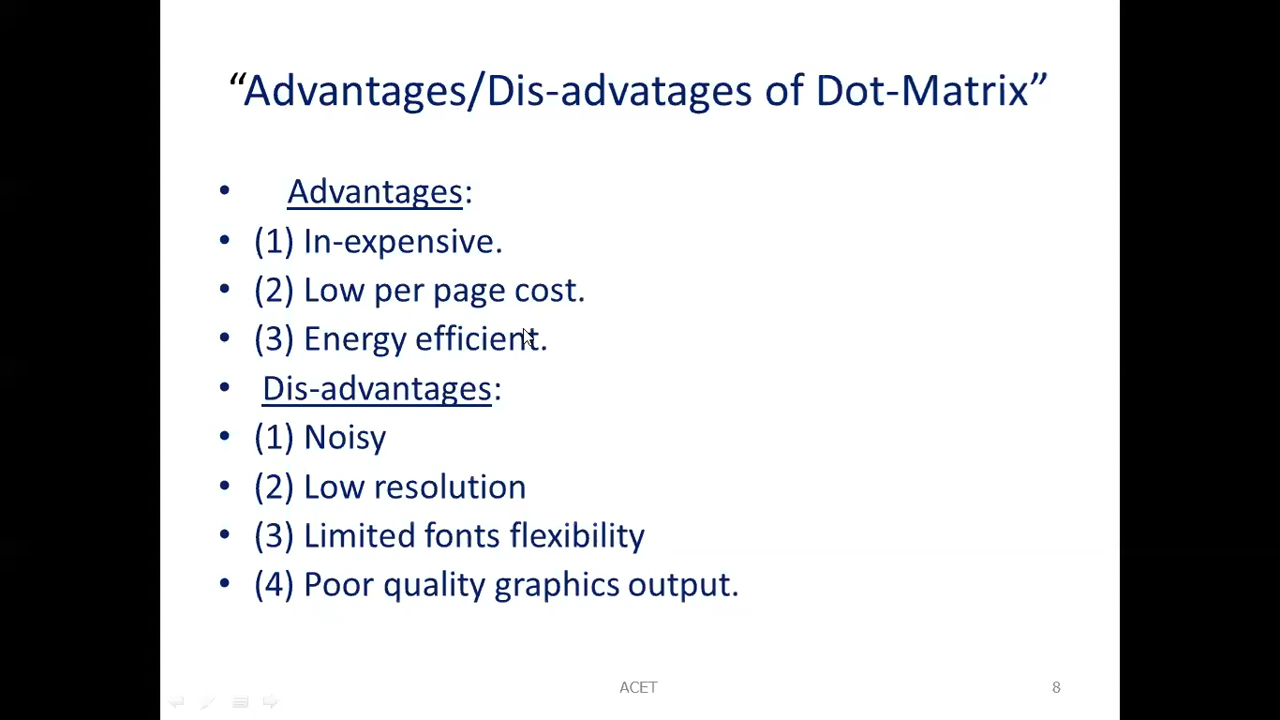 “Advantages/Dis-advatages of Dot-Matrix”
• Advantages:
• (1) In-expensive.
• (2) Low per page cost.
• (3) Energy efficient.
• Dis-advantages:
• (1) Noisy
• (2) Low resolution
• (3) Limited fonts flexibility
• (4) Poor quality graphics output.
ACET
8